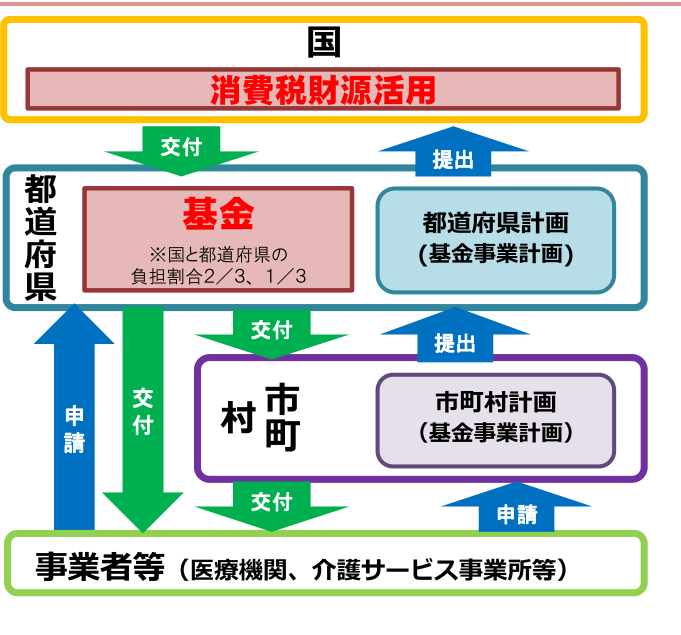 国
消費税財源活用
交付
提出
都道府県
基金
※国と都道府県の
負担割合2／3、1／3
都道府県計画
(基金事業計画)
交付
提出
申請
交付
市町村
市町村計画
（基金事業計画）
交付
申請
事業者等（医療機関、介護サービス事業所等）